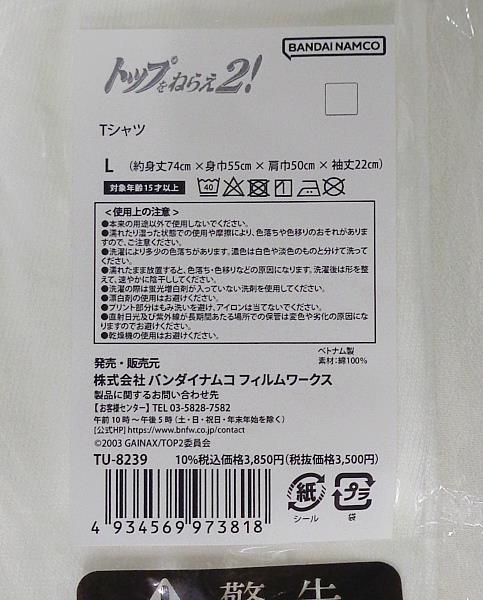 BANDAI NAMCO
トップをねらえ2!
Tシャツ
L (約身丈74cm×身巾55cm×肩巾50cm×袖丈22cm)
対象年齢15才以上
40
<使用上の注意>
●本来の用途以外で使用しないでください。
●濡れたり湿った状態での使用や摩擦により、色落ちや色移りのおそれがありま
すので、ご注意ください。
●洗濯により多少の色落ちがあります。濃色は白色や淡色のものと分けて洗っ
てください。
●濡れたまま放置すると、色落ち・色移りなどの原因になります。洗濯後は形を整
えて、速やかに陰干ししてください。
●洗濯の際は蛍光増白剤が入っていない洗剤を使用してください。
●漂白剤の使用はお避けください。
●プリント部分はもみ洗いを避け、アイロンは当てないでください。
●直射日光及び紫外線が長期間あたる場所での保管は変色や劣化の原因にな
りますのでお避けください。
●乾燥機の使用はお避けください。
ベトナム製
素材:綿100%
発売・販売元
株式会社 バンダイナムコ フィルムワークス
製品に関するお問い合わせ先
【お客様センター】 TEL 03-5828-7582
午前10時〜午後5時(土・日・祝日・年末年始を除く)
[公式HP] https://www.bnfw.co.jp/contact
©2003 GAINAX/TOP2委員会
TU-8239 10%税込価格3,850円(税抜価格3,500円)
4 934569 973818
紙
シール
プラ
袋
警告